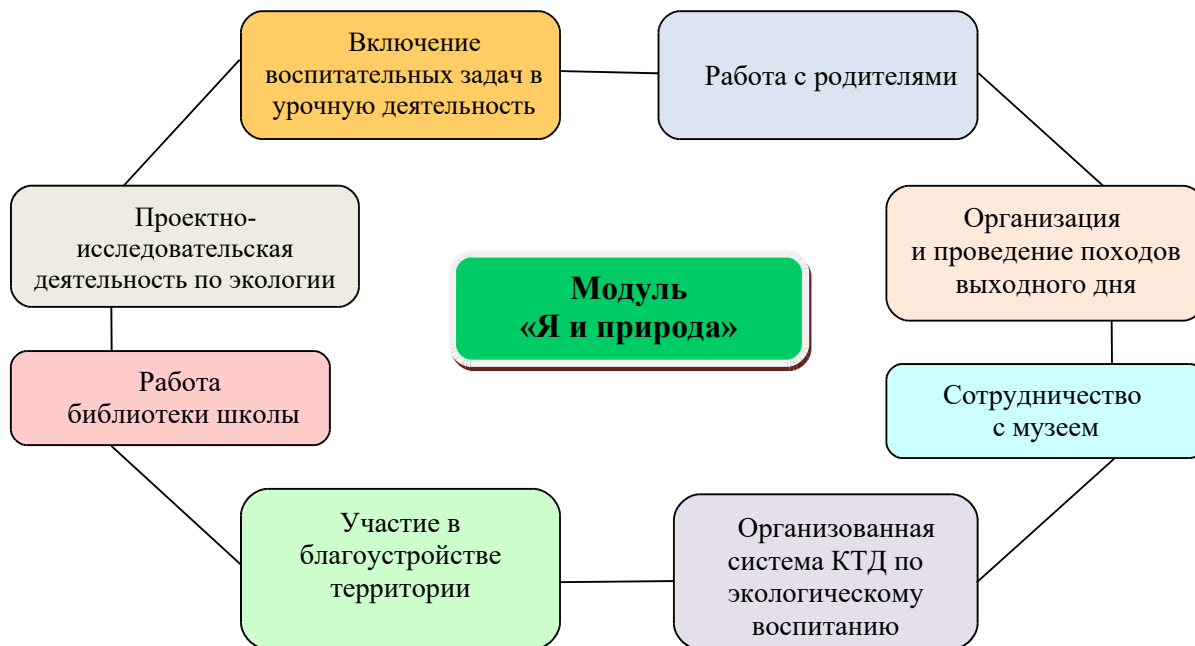 Включение
воспитательных задач в
урочную деятельность
Работа с родителями
Проектно-
исследовательская
деятельность по экологии
Организация
и проведение походов
выходного дня
Модуль
«Я и природа»
Работа
библиотеки школы
Сотрудничество
с музеем
Участие в
благоустройстве
территории
Организованная
система КТД по
экологическому
воспитанию